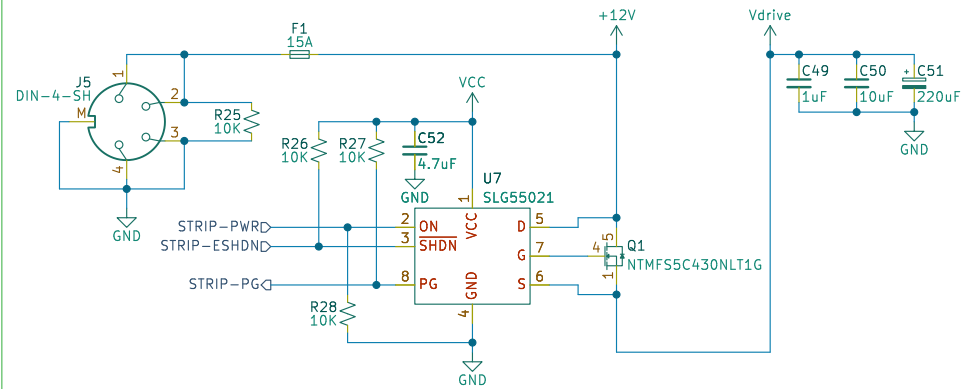 +12V
Vdrive
F1
15A
J5
DIN-4-SH
1
2
M
3
4
GND
R25
10K
VCC
R26
10K
R27
10K
C52
4.7uF
GND
C49
1uF
C50
10uF
+
C51
220uF
GND
U7
SLG55021
1
VCC
STRIP-PWR
2
ON
STRIP-ESHDN
3
SHDN
STRIP-PG
8
PG
GND
4
D
5
G
7
S
6
4
5
1
Q1
NTMFS5C430NLT1G
R28
10K
GND